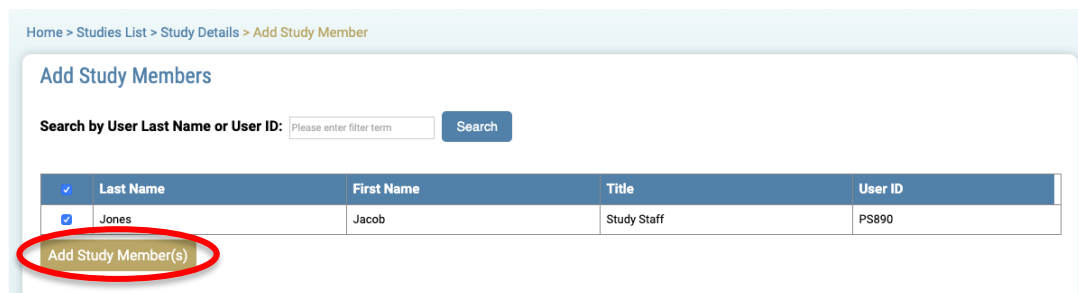 Home > Studies List > Study Details > Add Study Member
Add Study Members
Search by User Last Name or User ID: Please enter filter term Search
Last Name First Name Title User ID
Jones Jacob Study Staff PS890
Add Study Member(s)